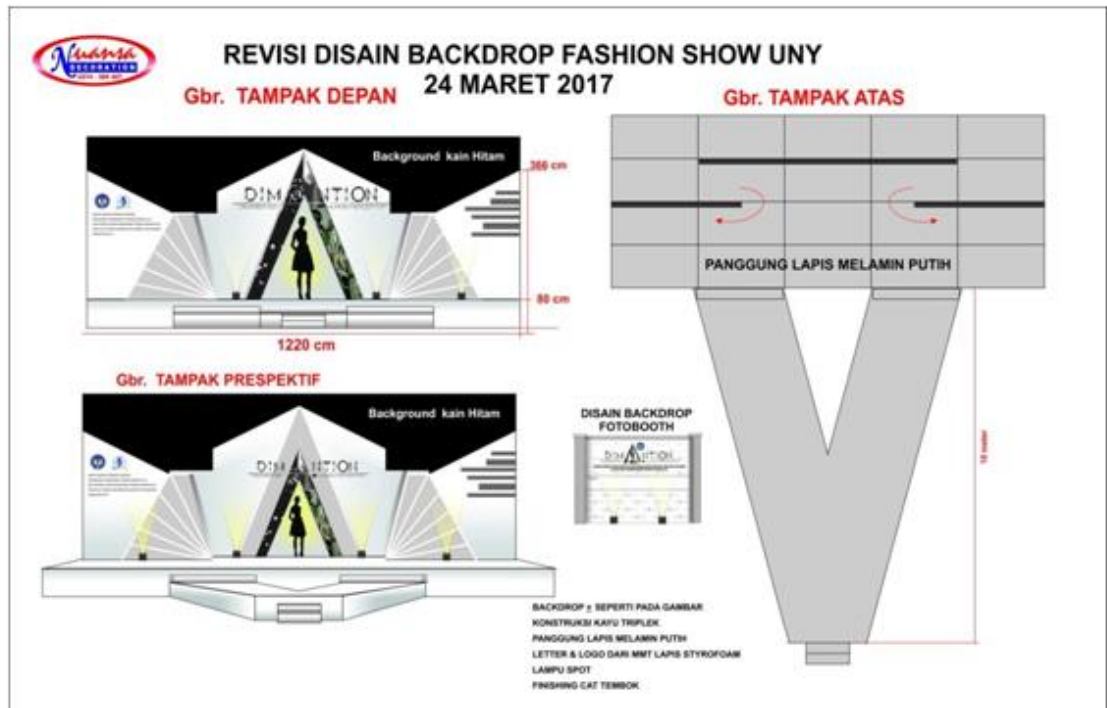 Nuansa
DECORATION
REVISI DISAIN BACKDROP FASHION SHOW UNY
24 MARET 2017
Gbr. TAMPAK DEPAN
Gbr. TAMPAK ATAS
Background kain Hitam
366 cm
80 cm
1220 cm
PANGGUNG LAPIS MELAMIN PUTIH
Gbr. TAMPAK PRESPEKTIF
Background kain Hitam
DISAIN BACKDROP
FOTOBOOTH
BACKDROP ± SEPERTI PADA GAMBAR
KONSTRUKSI KAYU TRIPLEK
PANGGUNG LAPIS MELAMIN PUTIH
LETTER & LOGO DARI MMT LAPIS STYROFOAM
LAMPU SPOT
FINISHING CAT TEMBOK